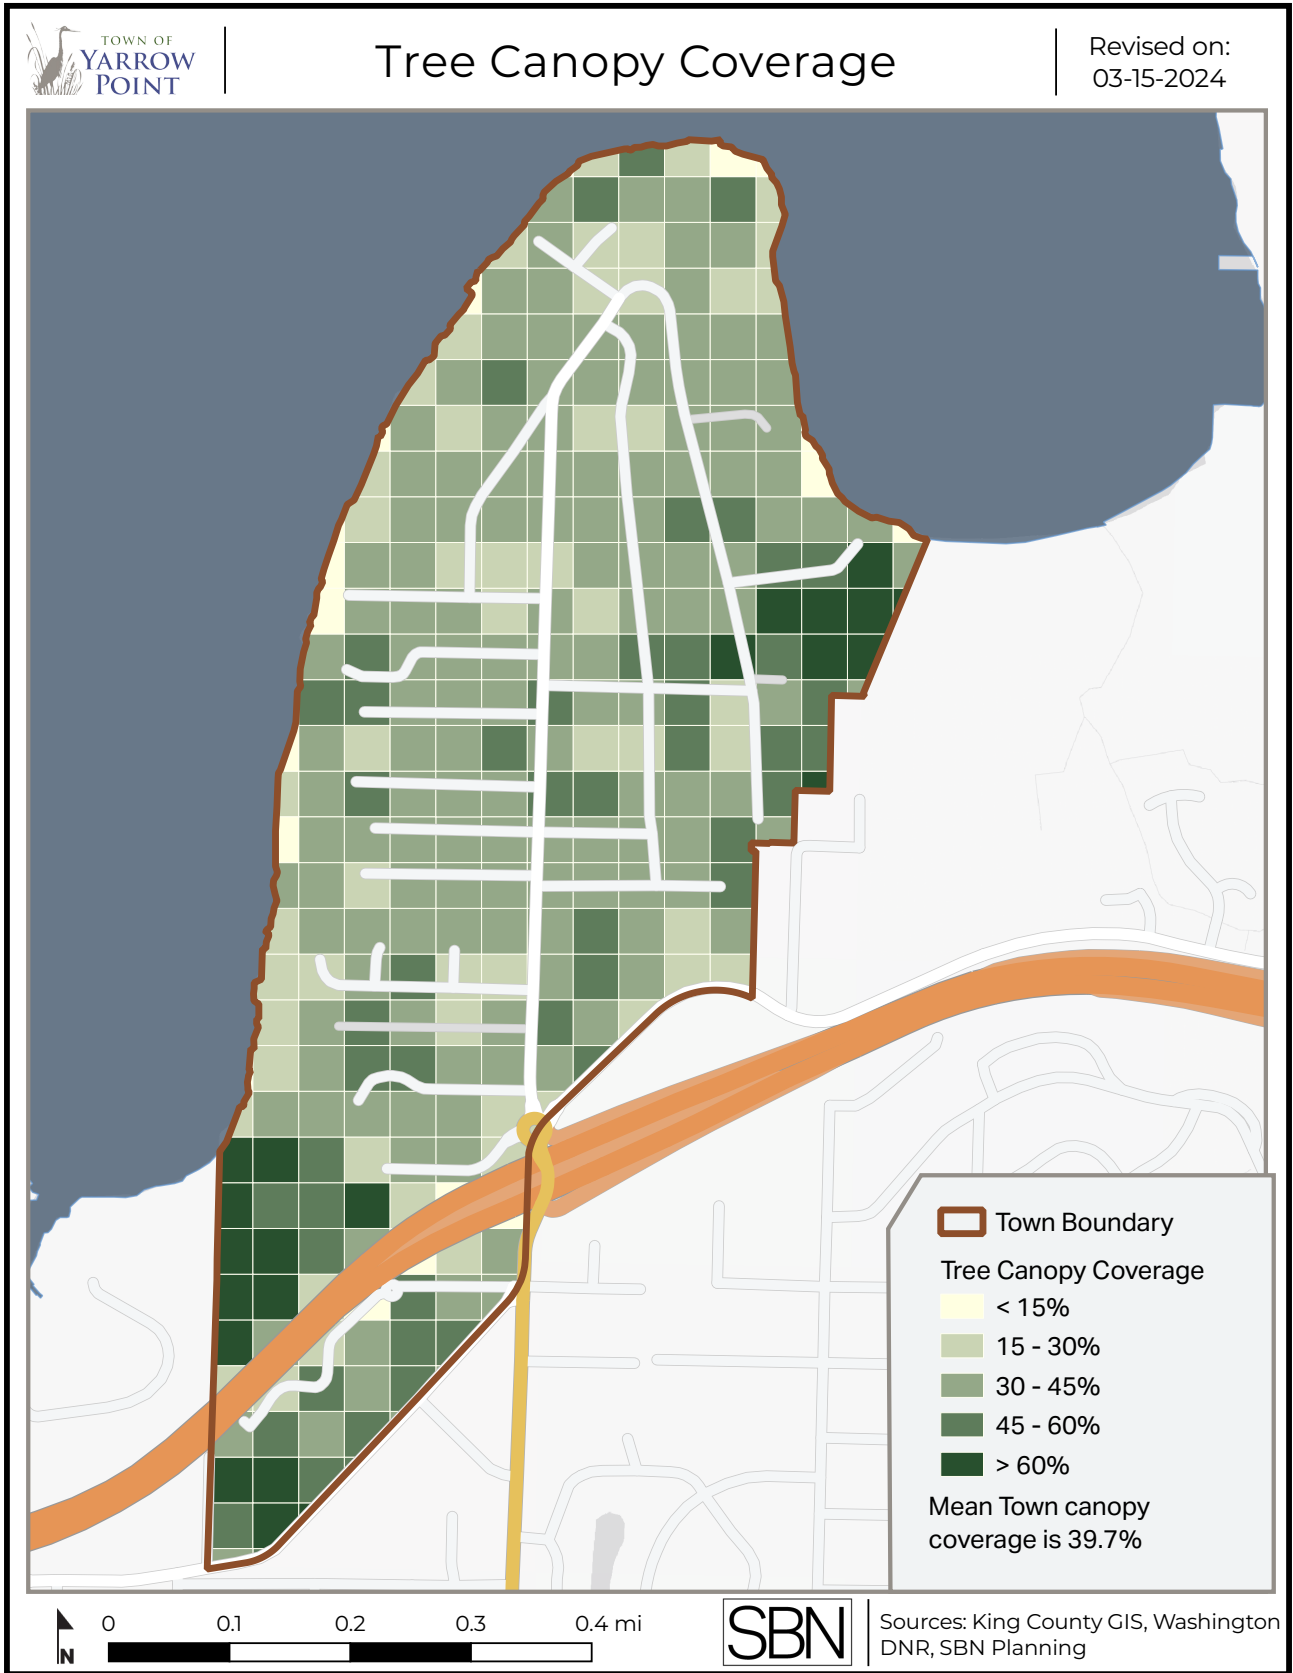 TOWN OF
YARROW
POINT
Tree Canopy Coverage
Revised on:
03-15-2024
Town Boundary
Tree Canopy Coverage
< 15%
15 - 30%
30 - 45%
45 - 60%
> 60%
Mean Town canopy
coverage is 39.7%
N
0 0.1 0.2 0.3 0.4 mi
SBN
Sources: King County GIS, Washington
DNR, SBN Planning